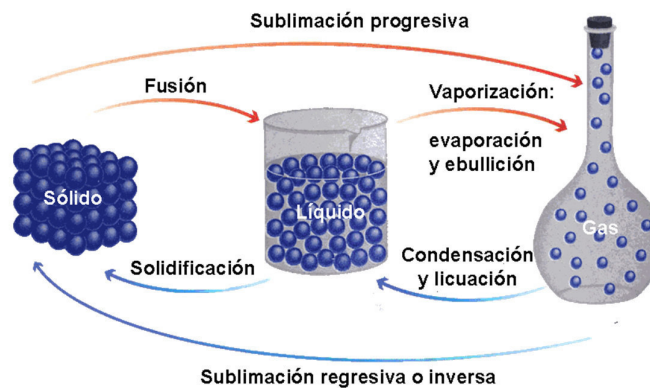 Sublimación progresiva
Fusión
Vaporización:
evaporación
y ebullición
Sólido
Líquido
Gas
Solidificación
Condensación
y licuación
Sublimación regresiva o inversa